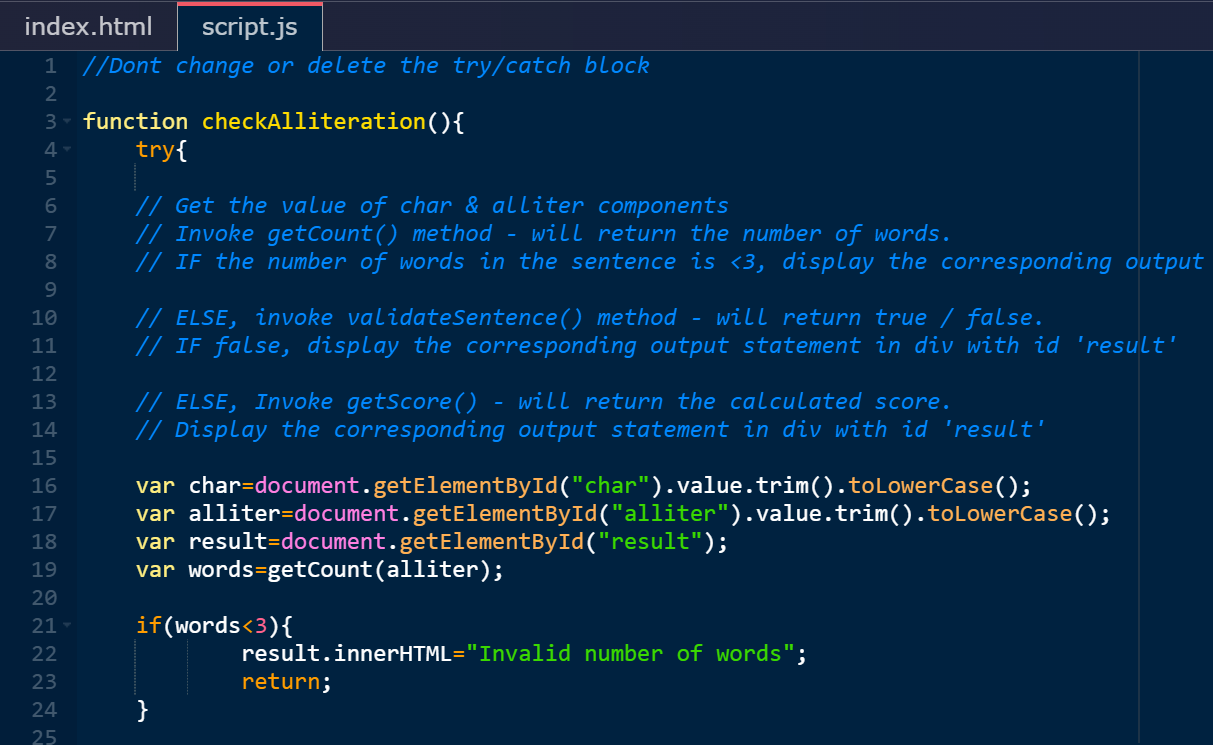 index.html script.js
1 //Dont change or delete the try/catch block
2
3 function checkAlliteration(){
4 try{
5
6 // Get the value of char & alliter components
7 // Invoke getCount() method - will return the number of words.
8 // IF the number of words in the sentence is <3, display the corresponding output
9
10 // ELSE, invoke validateSentence() method - will return true / false.
11 // IF false, display the corresponding output statement in div with id 'result'
12
13 // ELSE, Invoke getScore() - will return the calculated score.
14 // Display the corresponding output statement in div with id 'result'
15
16 var char=document.getElementById("char").value.trim().toLowerCase();
17 var alliter=document.getElementById("alliter").value.trim().toLowerCase();
18 var result=document.getElementById("result");
19 var words=getCount(alliter);
20
21 if(words<3){
22 result.innerHTML="Invalid number of words";
23 return;
24 }
25